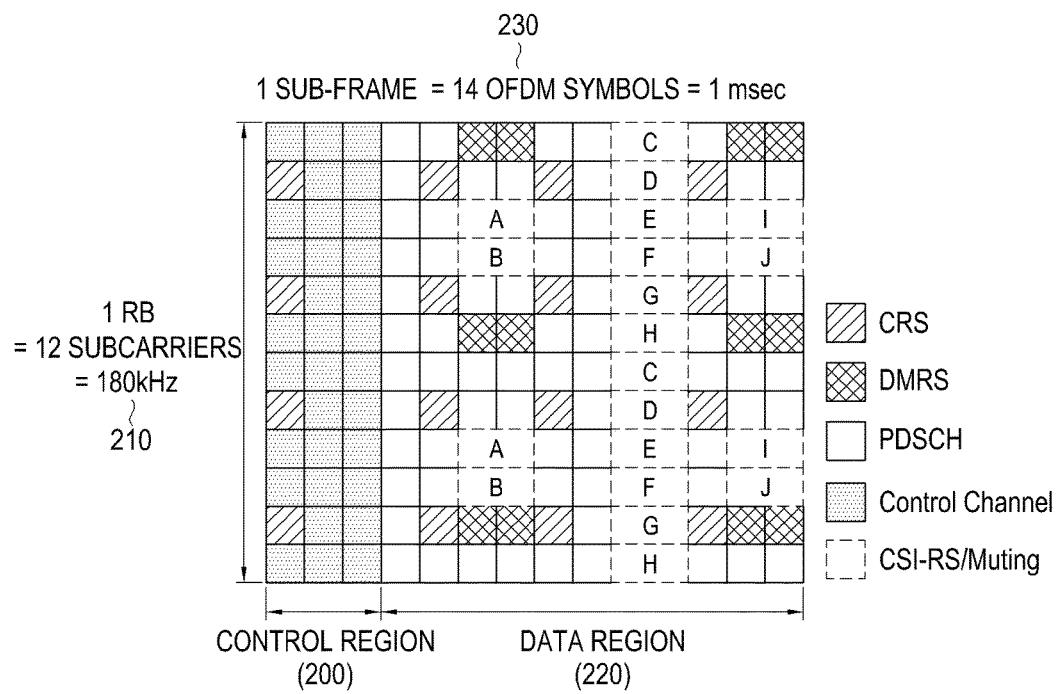 230
1 SUB-FRAME = 14 OFDM SYMBOLS = 1 msec
C
D
A E I
B F J
G
H
C
D
A E I
B F J
G
H
1 RB
= 12 SUBCARRIERS
= 180kHz
210
CRS
DMRS
PDSCH
Control Channel
CSI-RS/Muting
CONTROL REGION
(200)
DATA REGION
(220)